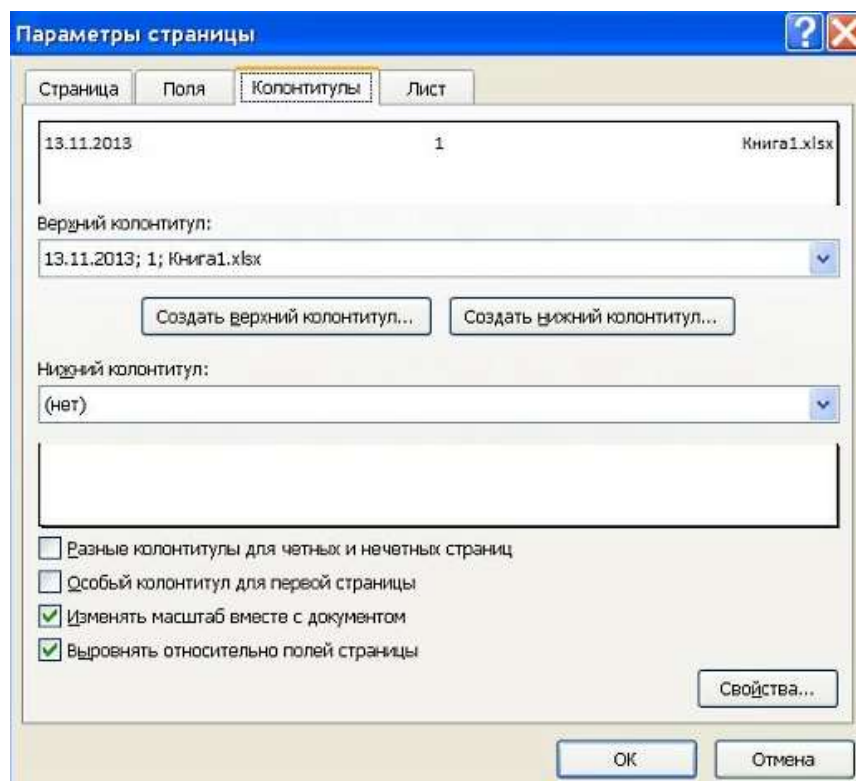 Параметры страницы
Страница Поля Колонтитулы Лист
13.11.2013 1 Книга1.xlsx
Верхний колонтитул:
13.11.2013; 1; Книга1.xlsx
Создать верхний колонтитул... Создать нижний колонтитул...
Нижний колонтитул:
(нет)
Разные колонтитулы для четных и нечетных страниц
Особый колонтитул для первой страницы
Изменять масштаб вместе с документом
Выровнять относительно полей страницы
Свойства...
ОК Отмена